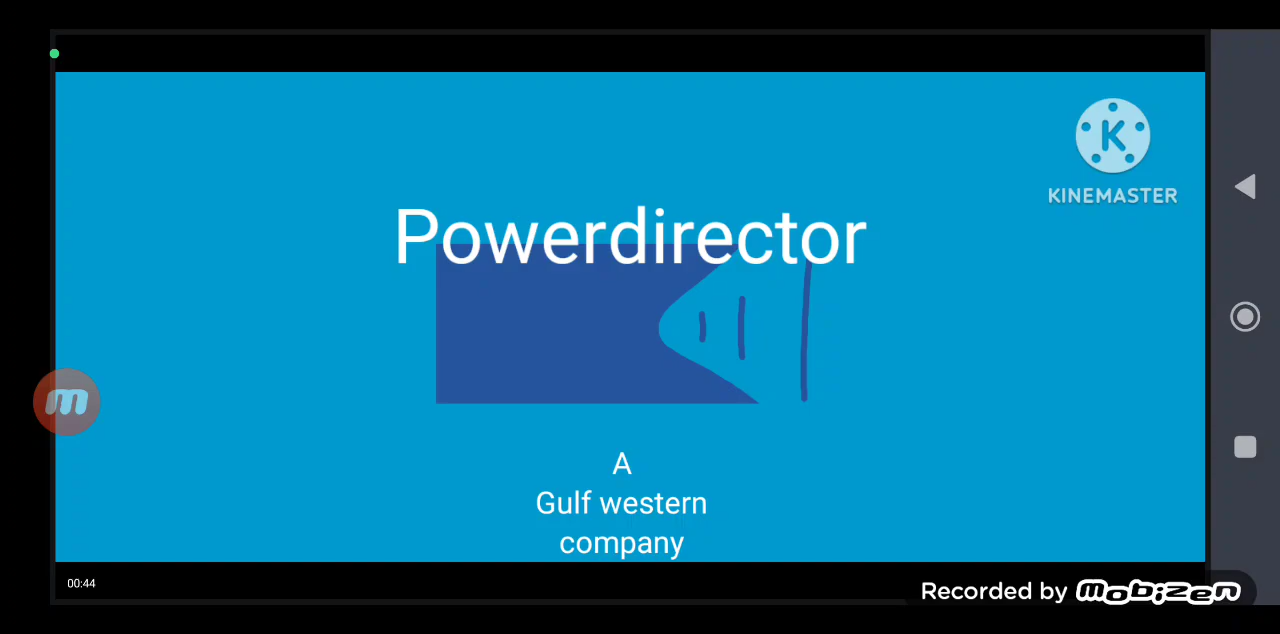 K
KINEMASTER
Powerdirector
A
Gulf western
company
m
00:44
Recorded by mobizen